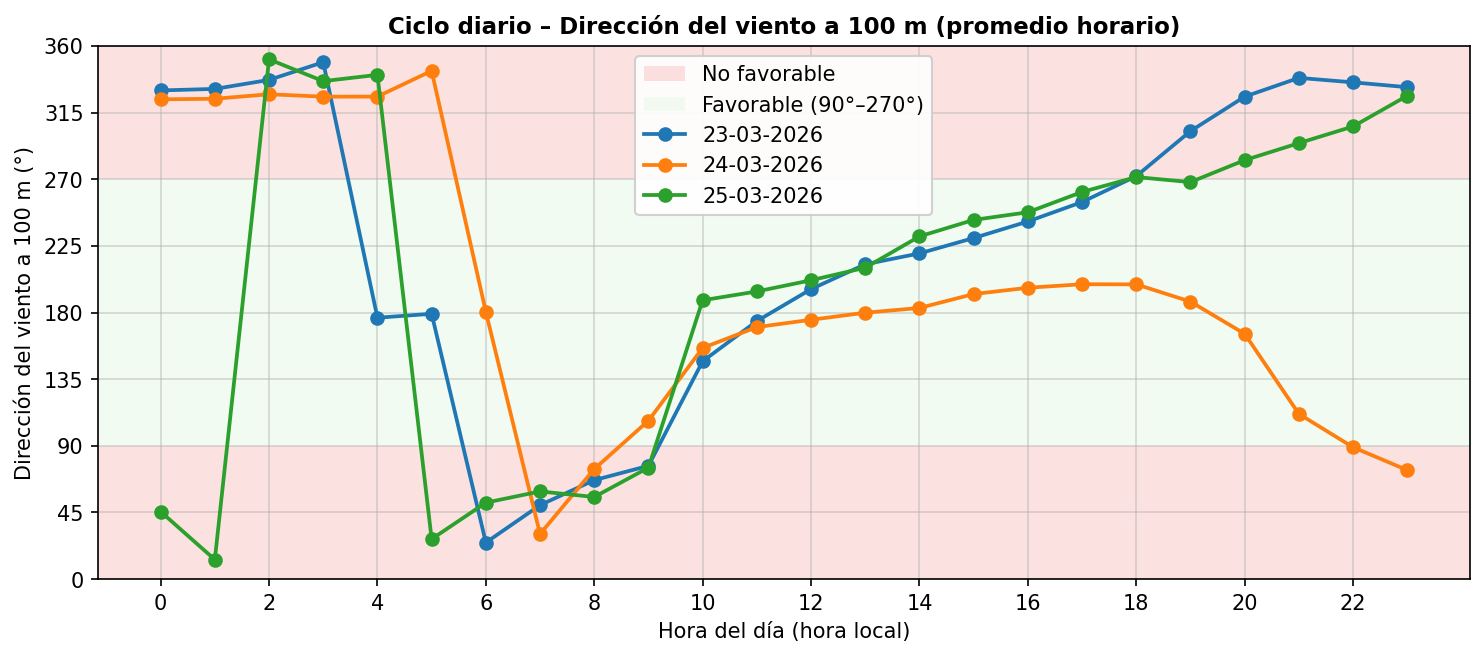 Ciclo diario – Dirección del viento a 100 m (promedio horario)
Dirección del viento a 100 m (°)
360
315
270
225
180
135
90
45
0
No favorable
Favorable (90°–270°)
23-03-2026
24-03-2026
25-03-2026
0 2 4 6 8 10 12 14 16 18 20 22
Hora del día (hora local)